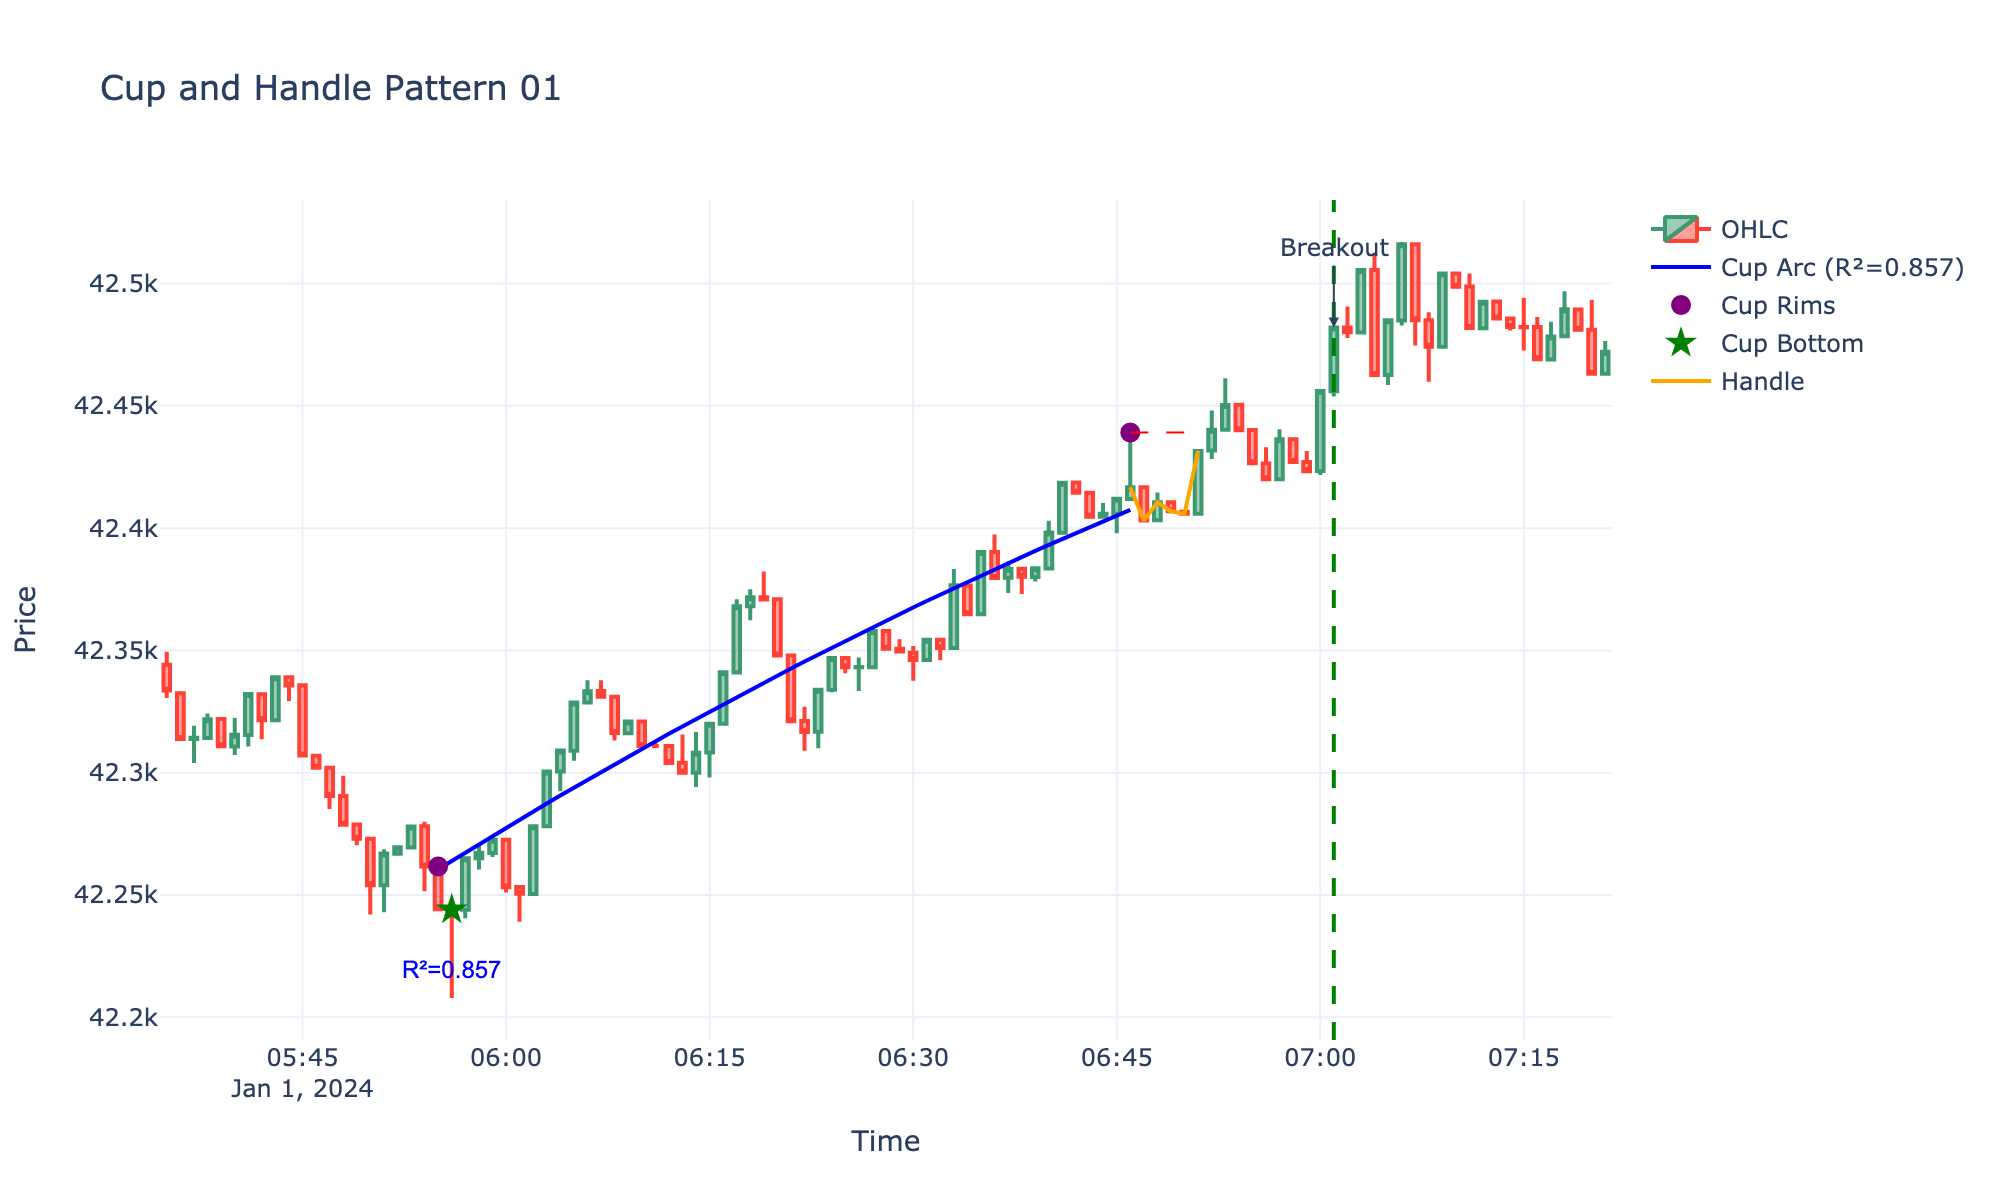 Cup and Handle Pattern 01
OHLC
Cup Arc (R²=0.857)
Cup Rims
Cup Bottom
Handle
Breakout
42.5k
42.45k
42.4k
42.35k
42.3k
42.25k
42.2k
Price
R²=0.857
05:45
06:00
06:15
06:30
06:45
07:00
07:15
Jan 1, 2024
Time